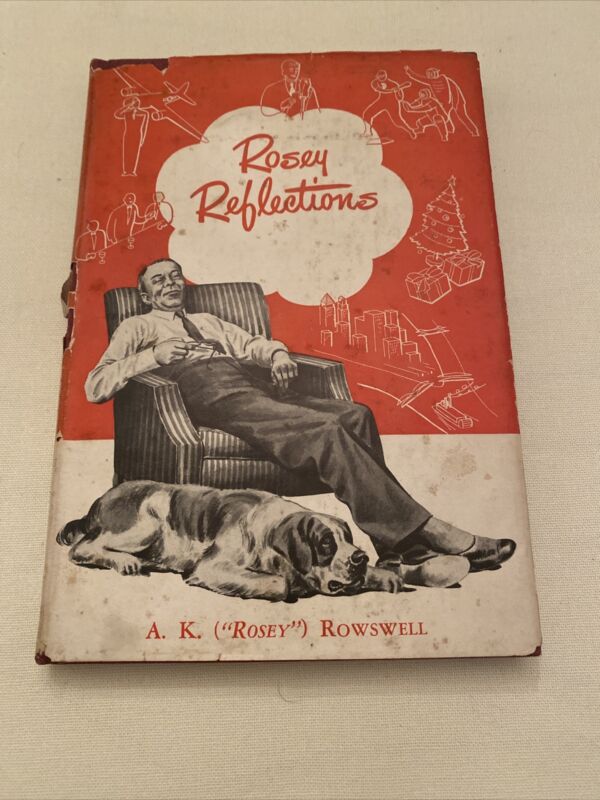 Rosey
Reflections
A. K. ("ROSEY") ROWSWELL